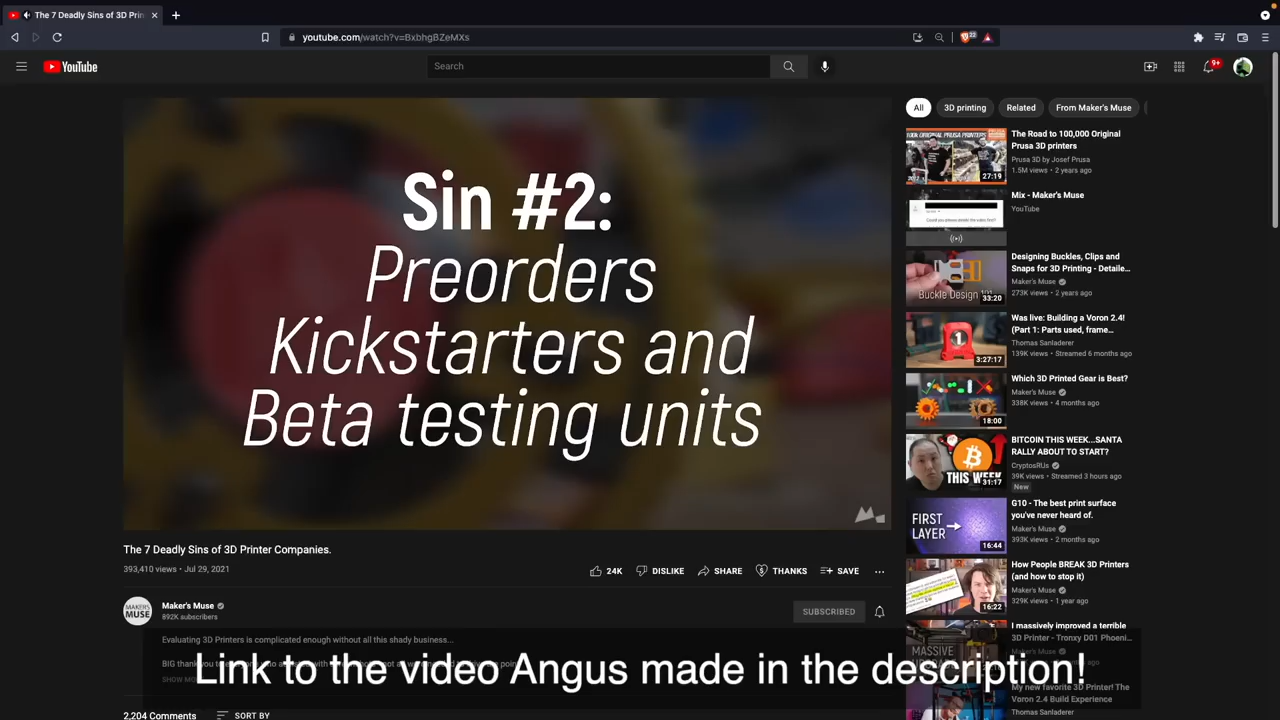 The 7 Deadly Sins of 3D Prin
youtube.com/watch?v=BxbhgBZeMXs
22
YouTube
Search
9+
Sin #2:
Preorders
Kickstarters and
Beta testing units
The 7 Deadly Sins of 3D Printer Companies.
393,410 views • Jul 29, 2021
24K
DISLIKE
SHARE
THANKS
SAVE
MAKER'S
MUSE
Maker's Muse
892K subscribers
SUBSCRIBED
Evaluating 3D Printers is complicated enough without all this shady business...
BIG thank you
Link to the video Angus made in the description!
2,204 Comments
SORT BY
All
3D printing
Related
From Maker's Muse
27:19
The Road to 100,000 Original
Prusa 3D printers
Prusa 3D by Josef Prusa
1.5M views • 2 years ago
Mix - Maker's Muse
YouTube
Buckle Design 101
33:20
Designing Buckles, Clips and
Snaps for 3D Printing - Detaile...
Maker's Muse
273K views • 2 years ago
1
3:27:17
Was live: Building a Voron 2.4!
(Part 1: Parts used, frame...
Thomas Sanladerer
139K views • Streamed 6 months ago
18:00
Which 3D Printed Gear is Best?
Maker's Muse
338K views • 4 months ago
THIS WEEK
31:17
BITCOIN THIS WEEK...SANTA
RALLY ABOUT TO START?
CryptosRUs
39K views • Streamed 3 hours ago
New
FIRST
LAYER
16:44
G10 - The best print surface
you've never heard of.
Maker's Muse
393K views • 2 months ago
16:22
How People BREAK 3D Printers
(and how to stop it)
Maker's Muse
329K views • 1 year ago
MASSIVE
I massively improved a terrible
3D Printer - Tronxy D01 Phoeni...
Maker's Muse
My new favorite 3D Printer! The
Voron 2.4 Build Experience
Thomas Sanladerer